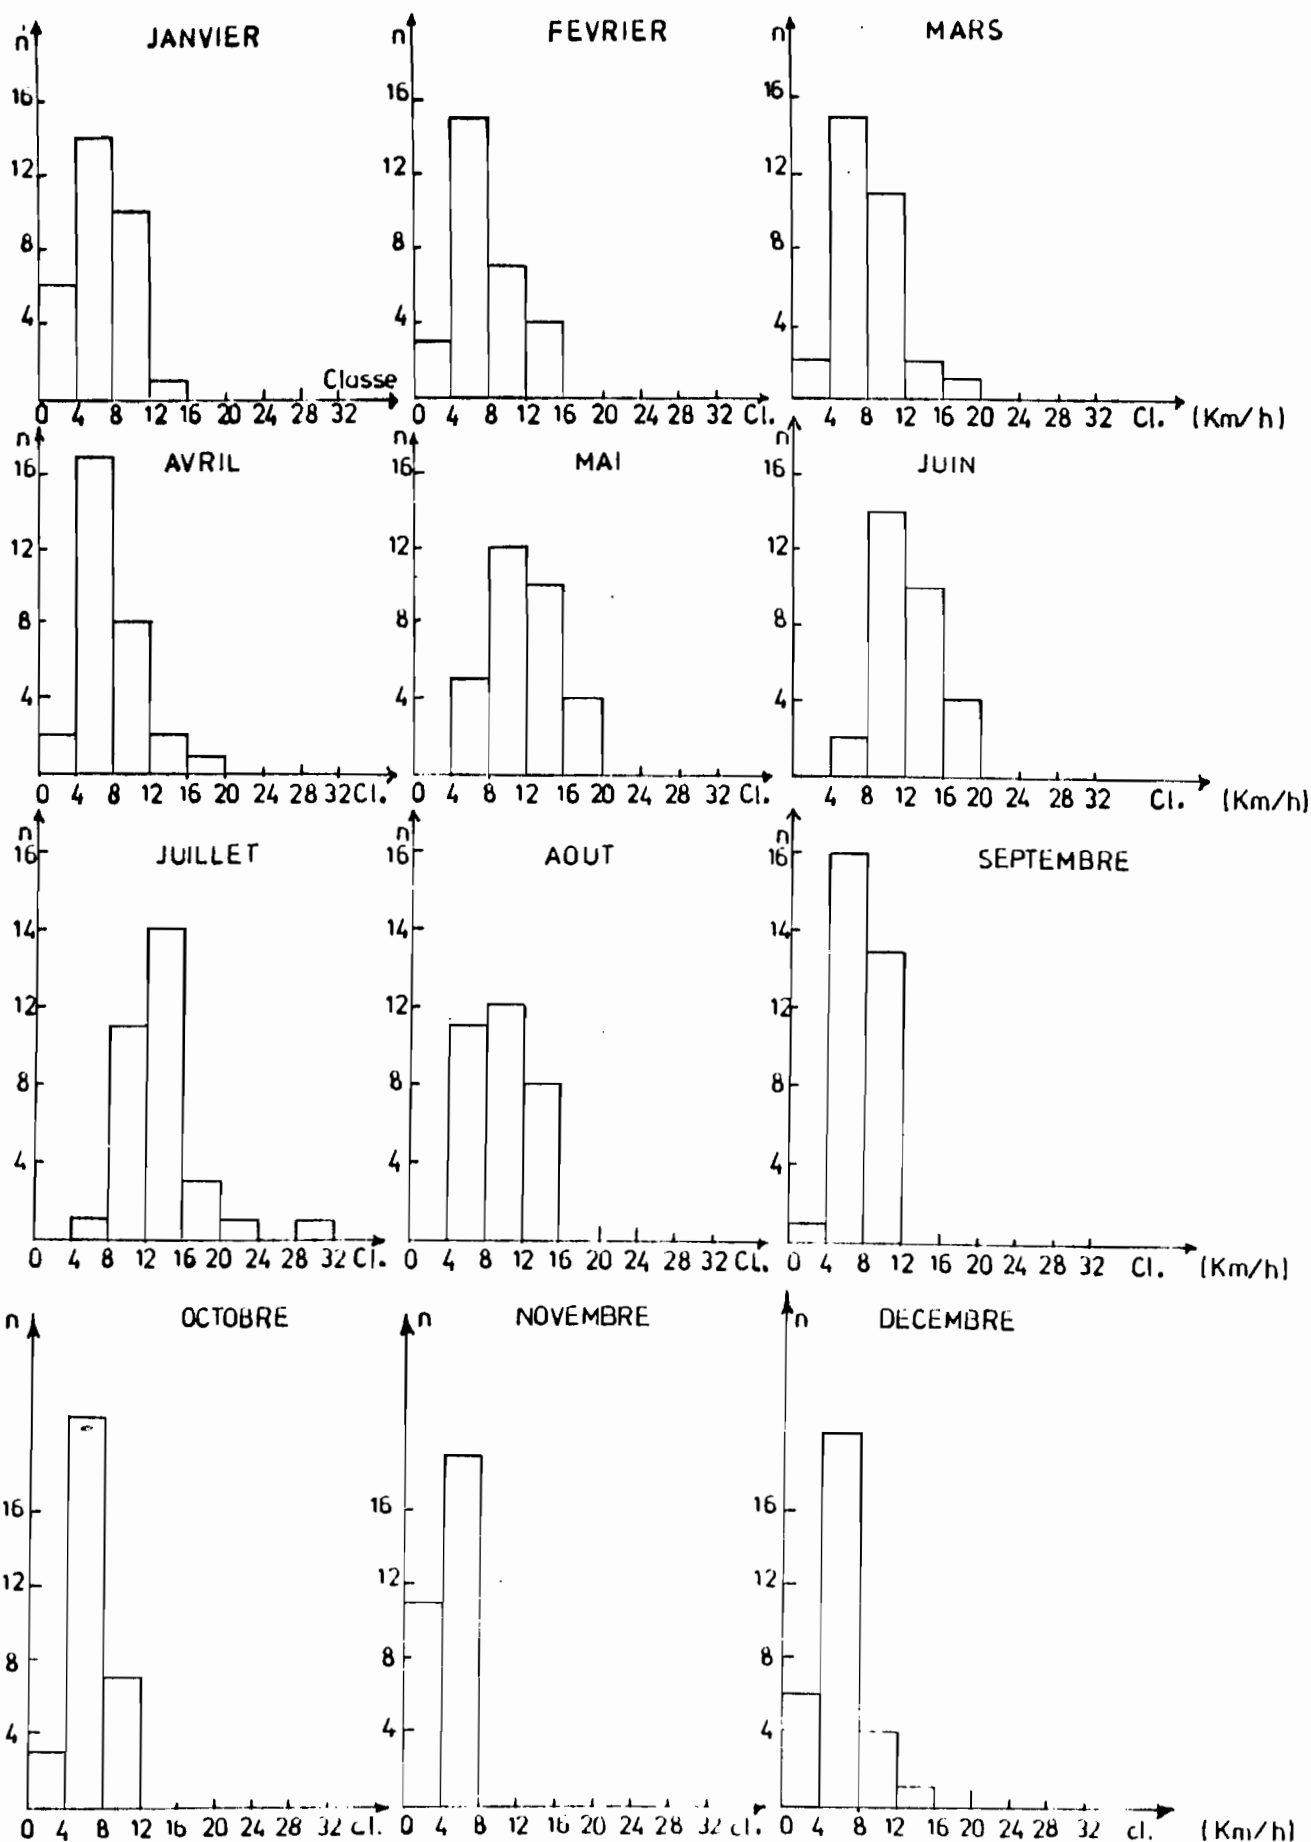 n JANVIER n FEVRIER n MARS
16 16 16
12 12 12
8 8 8
4 4 4
Classe
0 4 8 12 16 20 24 28 32 0 4 8 12 16 20 24 28 32 Cl. 0 4 8 12 16 20 24 28 32 Cl. (Km/h)
n AVRIL n MAI n JUIN
16 16 16
12 12 12
8 8 8
4 4 4
0 4 8 12 16 20 24 28 32 Cl. 0 4 8 12 16 20 24 28 32 Cl. 4 8 12 16 20 24 28 32 Cl. (Km/h)
n JUILLET n AOUT n SEPTEMBRE
16 16 16
14 14 14
12 12 12
8 8 8
4 4 4
0 4 8 12 16 20 24 28 32 Cl. 0 4 8 12 16 20 24 28 32 Cl. 0 4 8 12 16 20 24 28 32 Cl. (Km/h)
n OCTOBRE n NOVEMBRE n DECEMBRE
16 16 16
12 12 12
8 8 8
4 4 4
0 4 8 12 16 20 24 28 32 cl. 0 4 8 12 16 20 24 28 32 cl. 0 4 8 12 16 20 24 28 32 cl. (Km/h)